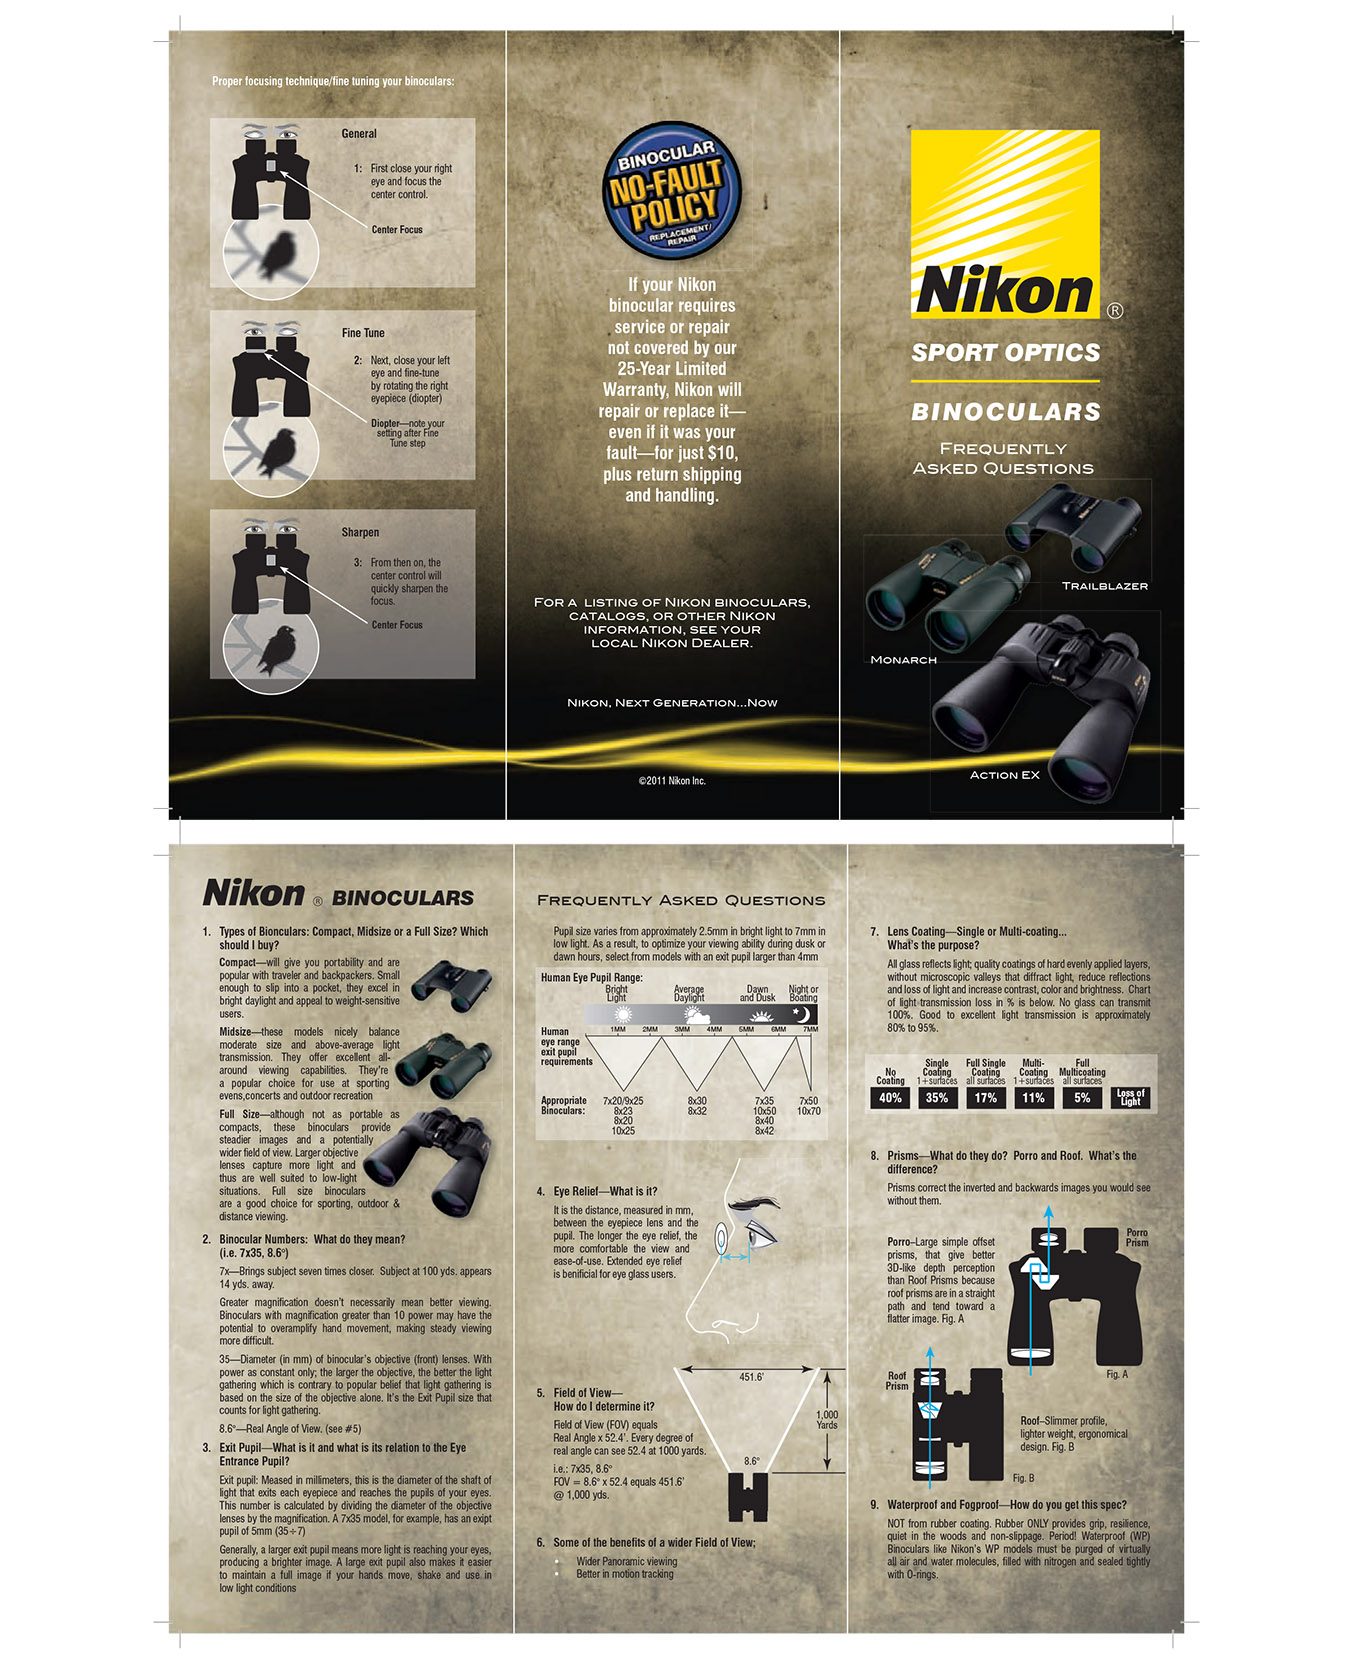 Proper focusing technique/fine tuning your binoculars:
General
1: First close your right
eye and focus the
center control.
Center Focus
Fine Tune
2: Next, close your left
eye and fine-tune
by rotating the right
eyepiece (diopter)
Diopter—note your
setting after Fine
Tune step
Sharpen
3: From then on, the
center control will
quickly sharpen the
focus.
Center Focus
BINOCULAR
NO-FAULT
POLICY
REPLACEMENT/
REPAIR
If your Nikon
binocular requires
service or repair
not covered by our
25-Year Limited
Warranty, Nikon will
repair or replace it—
even if it was your
fault—for just $10,
plus return shipping
and handling.
For a listing of Nikon binoculars,
catalogs, or other Nikon
information, see your
local Nikon Dealer.
Nikon, Next Generation...Now
©2011 Nikon Inc.
Nikon ®
SPORT OPTICS
BINOCULARS
Frequently
Asked Questions
Trailblazer
Monarch
Action EX
Nikon ® BINOCULARS
1. Types of Bionculars: Compact, Midsize or a Full Size? Which
should I buy?
Compact—will give you portability and are
popular with traveler and backpackers. Small
enough to slip into a pocket, they excel in
bright daylight and appeal to weight-sensitive
users.
Midsize—these models nicely balance
moderate size and above-average light
transmission. They offer excellent all-
around viewing capabilities. They're
a popular choice for use at sporting
evens,concerts and outdoor recreation
Full Size—although not as portable as
compacts, these binoculars provide
steadier images and a potentially
wider field of view. Larger objective
lenses capture more light and
thus are well suited to low-light
situations. Full size binoculars
are a good choice for sporting, outdoor &
distance viewing.
2. Binocular Numbers: What do they mean?
(i.e. 7x35, 8.6°)
7x—Brings subject seven times closer. Subject at 100 yds. appears
14 yds. away.
Greater magnification doesn't necessarily mean better viewing.
Binoculars with magnification greater than 10 power may have the
potential to overamplify hand movement, making steady viewing
more difficult.
35—Diameter (in mm) of binocular's objective (front) lenses. With
power as constant only; the larger the objective, the better the light
gathering which is contrary to popular belief that light gathering is
based on the size of the objective alone. It's the Exit Pupil size that
counts for light gathering.
8.6°—Real Angle of View. (see #5)
3. Exit Pupil—What is it and what is its relation to the Eye
Entrance Pupil?
Exit pupil: Meased in millimeters, this is the diameter of the shaft of
light that exits each eyepiece and reaches the pupils of your eyes.
This number is calculated by dividing the diameter of the objective
lenses by the magnification. A 7x35 model, for example, has an exipt
pupil of 5mm (35÷7)
Generally, a larger exit pupil means more light is reaching your eyes,
producing a brighter image. A large exit pupil also makes it easier
to maintain a full image if your hands move, shake and use in
low light conditions
Frequently Asked Questions
Pupil size varies from approximately 2.5mm in bright light to 7mm in
low light. As a result, to optimize your viewing ability during dusk or
dawn hours, select from models with an exit pupil larger than 4mm
Human Eye Pupil Range:
Bright Light
Average Daylight
Dawn and Dusk
Night or Boating
1MM 2MM 3MM 4MM 5MM 6MM 7MM
Human
eye range
exit pupil
requirements
Appropriate Binoculars:
7x20/9x25 8x30 7x35 7x50
8x23 8x32 10x50 10x70
8x20 8x40
10x25 8x42
4. Eye Relief—What is it?
It is the distance, measured in mm,
between the eyepiece lens and the
pupil. The longer the eye relief, the
more comfortable the view and
ease-of-use. Extended eye relief
is benificial for eye glass users.
5. Field of View—
How do I determine it?
Field of View (FOV) equals
Real Angle x 52.4'. Every degree of
real angle can see 52.4 at 1000 yards.
i.e.: 7x35, 8.6°
FOV = 8.6° x 52.4 equals 451.6'
@ 1,000 yds.
451.6'
1,000
Yards
8.6°
6. Some of the benefits of a wider Field of View;
• Wider Panoramic viewing
• Better in motion tracking
7. Lens Coating—Single or Multi-coating...
What's the purpose?
All glass reflects light; quality coatings of hard evenly applied layers,
without microscopic valleys that diffract light, reduce reflections
and loss of light and increase contrast, color and brightness. Chart
of light transmission loss in % is below. No glass can transmit
100%. Good to excellent light transmission is approximately
80% to 95%.
No Coating
Single Coating 1+surfaces
Full Single Coating all surfaces
Multi-Coating 1+surfaces
Full Multicoating all surfaces
40% 35% 17% 11% 5% Loss of Light
8. Prisms—What do they do? Porro and Roof. What's the
difference?
Prisms correct the inverted and backwards images you would see
without them.
Porro–Large simple offset
prisms, that give better
3D-like depth perception
than Roof Prisms because
roof prisms are in a straight
path and tend toward a
flatter image. Fig. A
Porro
Prism
Fig. A
Roof
Prism
Roof–Slimmer profile,
lighter weight, ergonomical
design. Fig. B
Fig. B
9. Waterproof and Fogproof—How do you get this spec?
NOT from rubber coating. Rubber ONLY provides grip, resilience,
quiet in the woods and non-slippage. Period! Waterproof (WP)
Binoculars like Nikon's WP models must be purged of virtually
all air and water molecules, filled with nitrogen and sealed tightly
with O-rings.